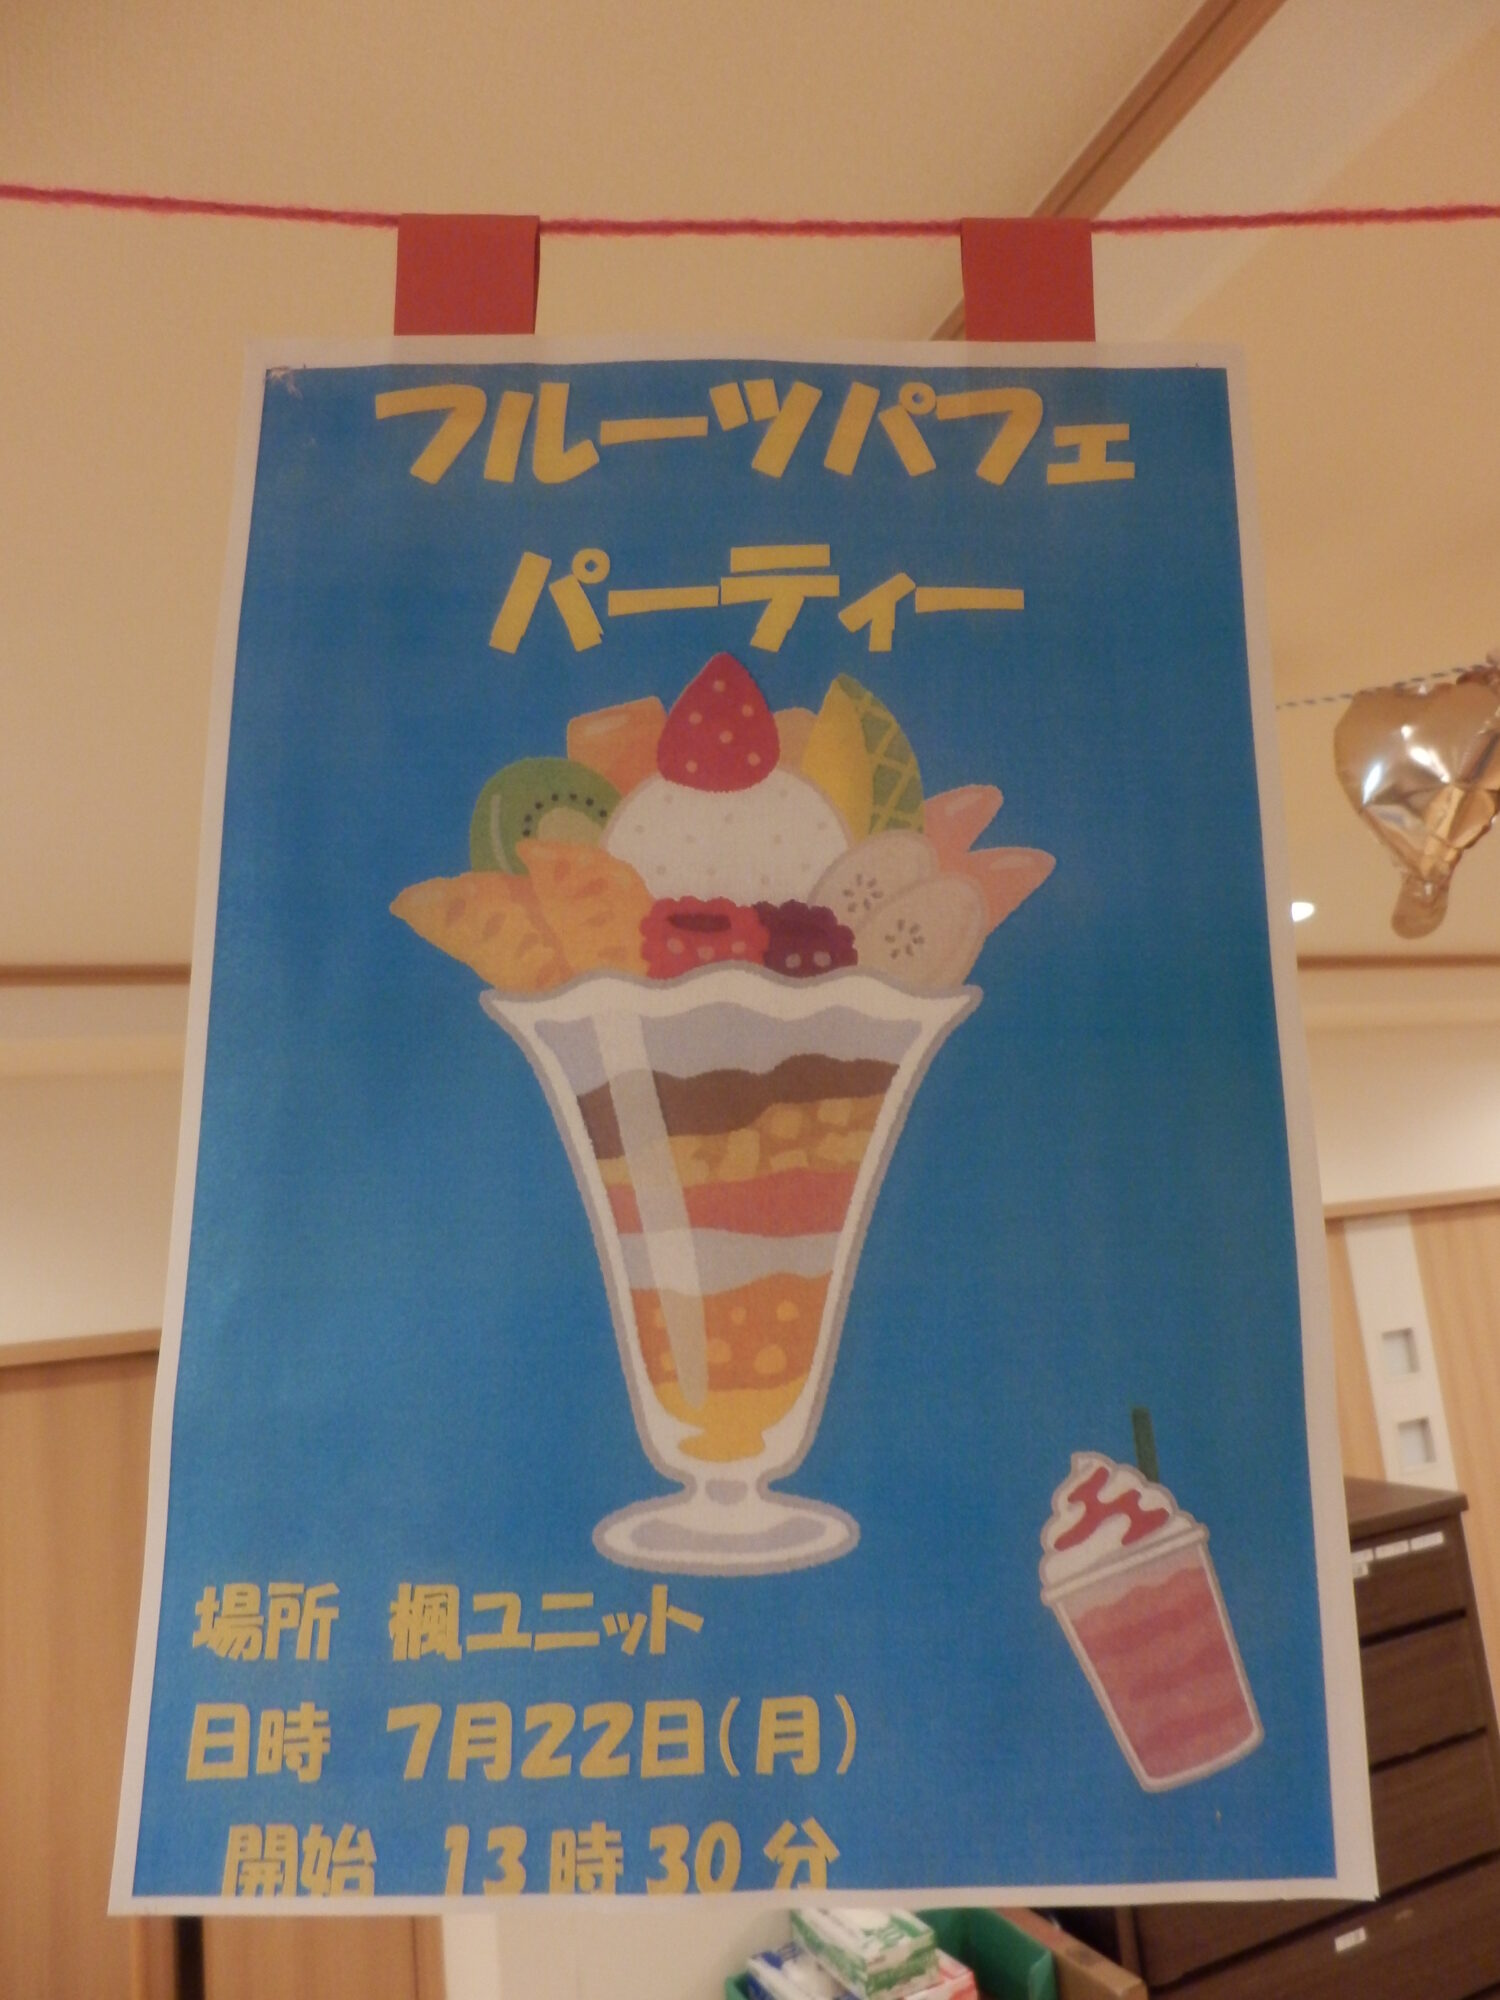 フルーツパフェ
パーティー
場所 楓ユニット
日時 7月22日(月)
開始 13時30分